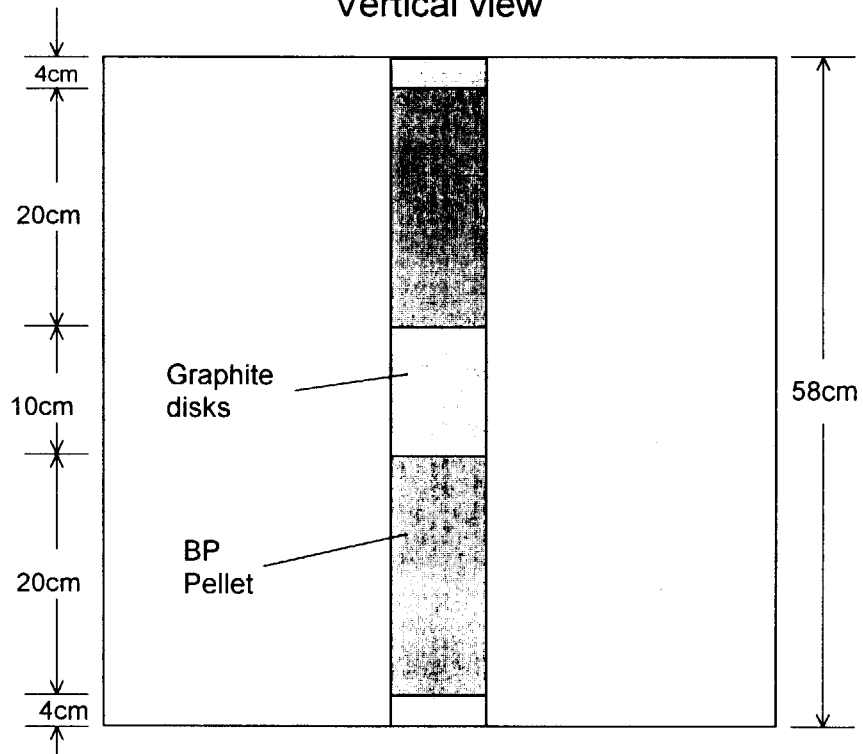 Vertical view
4cm
20cm
Graphite
disks
10cm
58cm
BP
Pellet
20cm
4cm